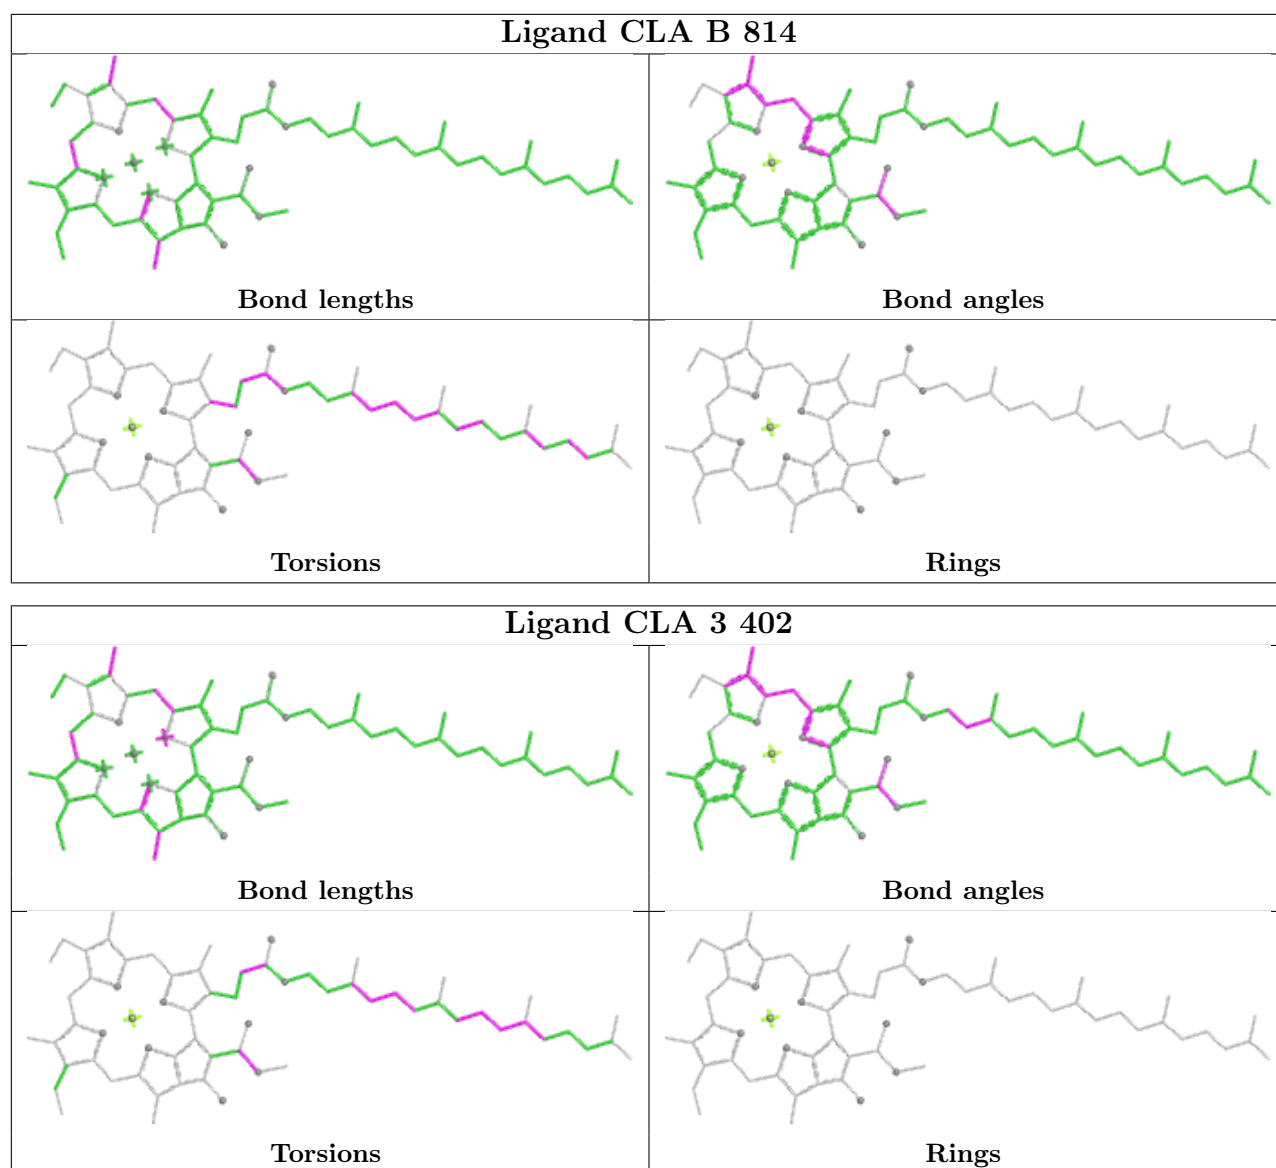 Ligand CLA B 814
Bond lengths
Bond angles
Torsions
Rings
Ligand CLA 3 402
Bond lengths
Bond angles
Torsions
Rings